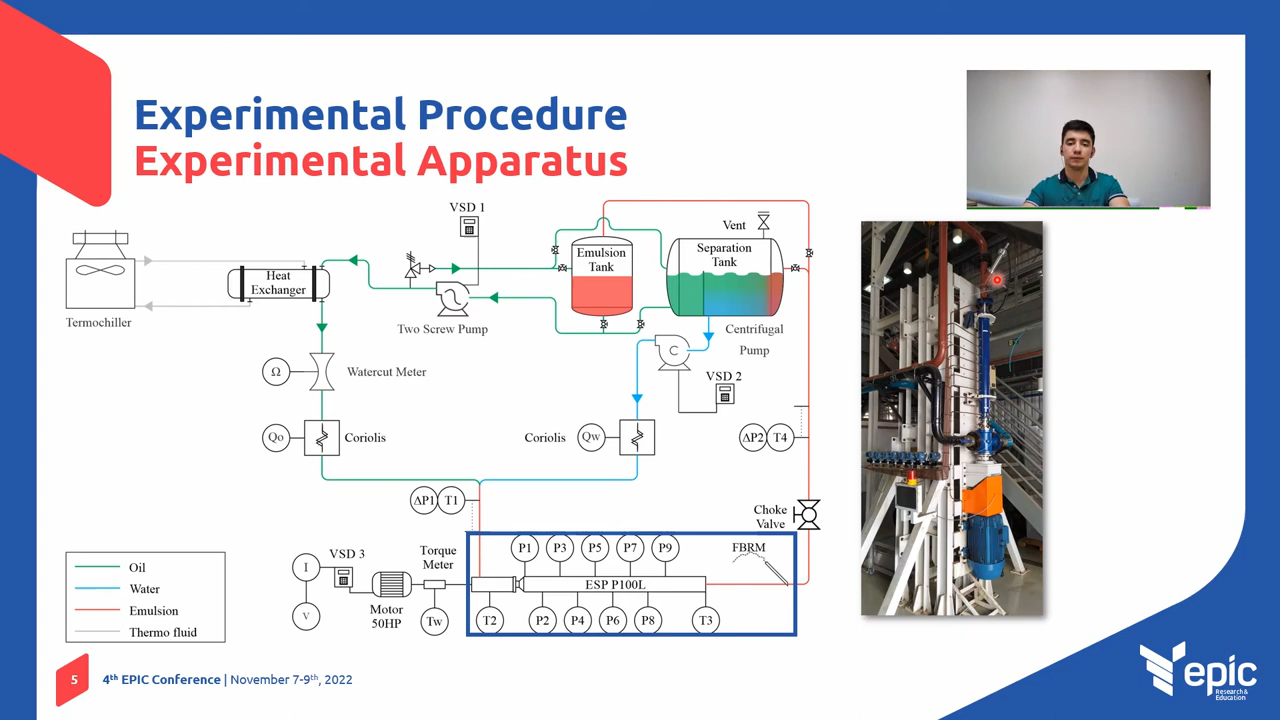 Experimental Procedure
Experimental Apparatus
VSD 1
Vent
Emulsion
Tank
Separation
Tank
Heat
Exchanger
Termochiller
Two Screw Pump
Centrifugal
Pump
C
VSD 2
Ω
Watercut Meter
Qo
Coriolis
Coriolis
Qw
ΔP2
T4
ΔP1
T1
Choke
Valve
VSD 3
Torque
Meter
P1
P3
P5
P7
P9
FBRM
I
ESP P100L
V
Motor
50HP
Tw
T2
P2
P4
P6
P8
T3
Oil
Water
Emulsion
Thermo fluid
5
4th EPIC Conference | November 7-9th, 2022
epic
Research &
Education